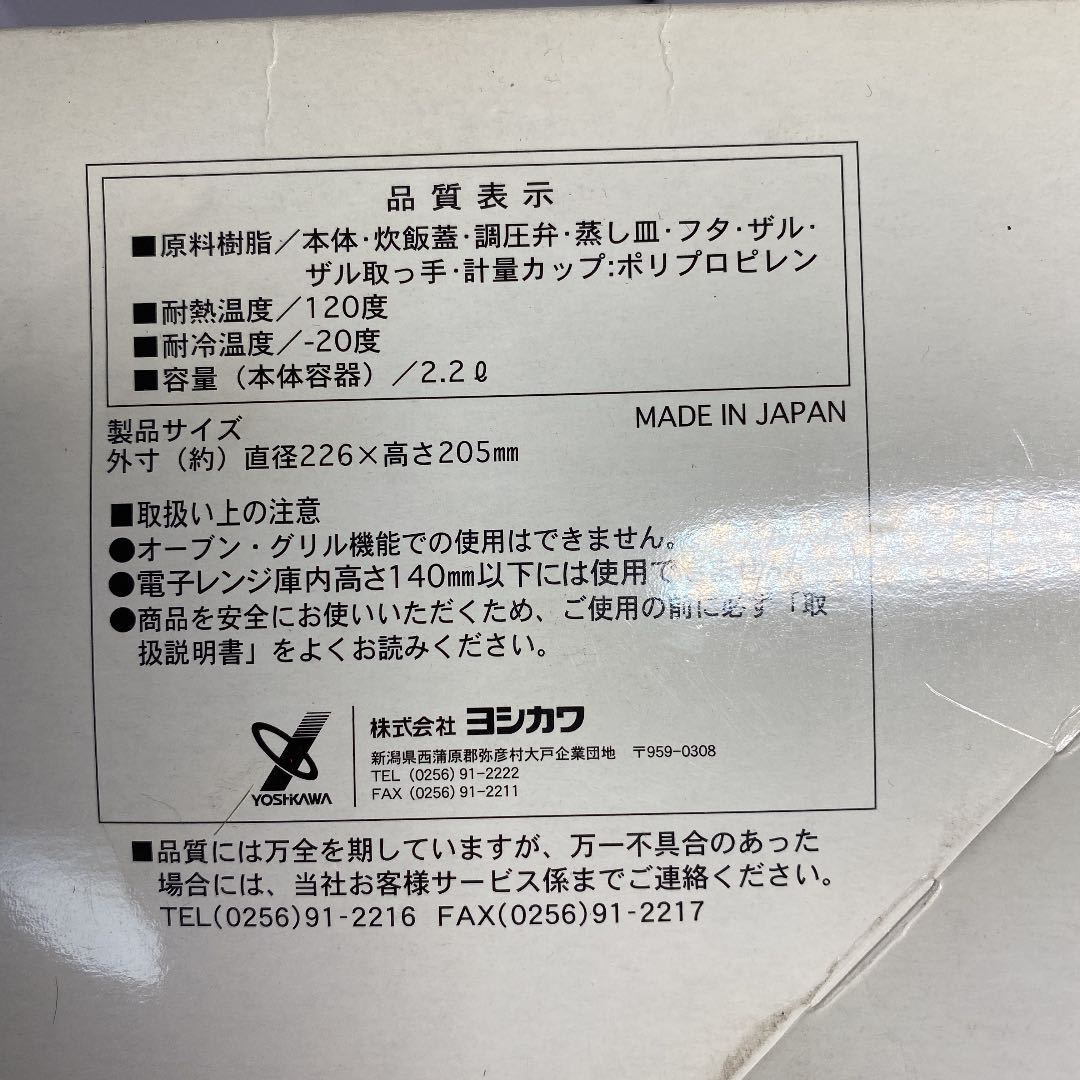 品質表示
■原料樹脂／本体・炊飯蓋・調圧弁・蒸し皿・フタ・ザル・
ザル取っ手・計量カップ:ポリプロピレン
■耐熱温度／120度
■耐冷温度／-20度
■容量（本体容器）／2.2ℓ
MADE IN JAPAN
製品サイズ
外寸（約）直径226×高さ205mm
■取扱い上の注意
●オーブン・グリル機能での使用はできません。
●電子レンジ庫内高さ140mm以下には使用できません。
●商品を安全にお使いいただくため、ご使用の前に必ず「取
扱説明書」をよくお読みください。
YOSHIKAWA
株式会社 ヨシカワ
新潟県西蒲原郡弥彦村大戸企業団地 〒959-0308
TEL (0256) 91-2222
FAX (0256) 91-2211
■品質には万全を期していますが、万一不具合のあった
場合には、当社お客様サービス係までご連絡ください。
TEL(0256)91-2216 FAX(0256)91-2217